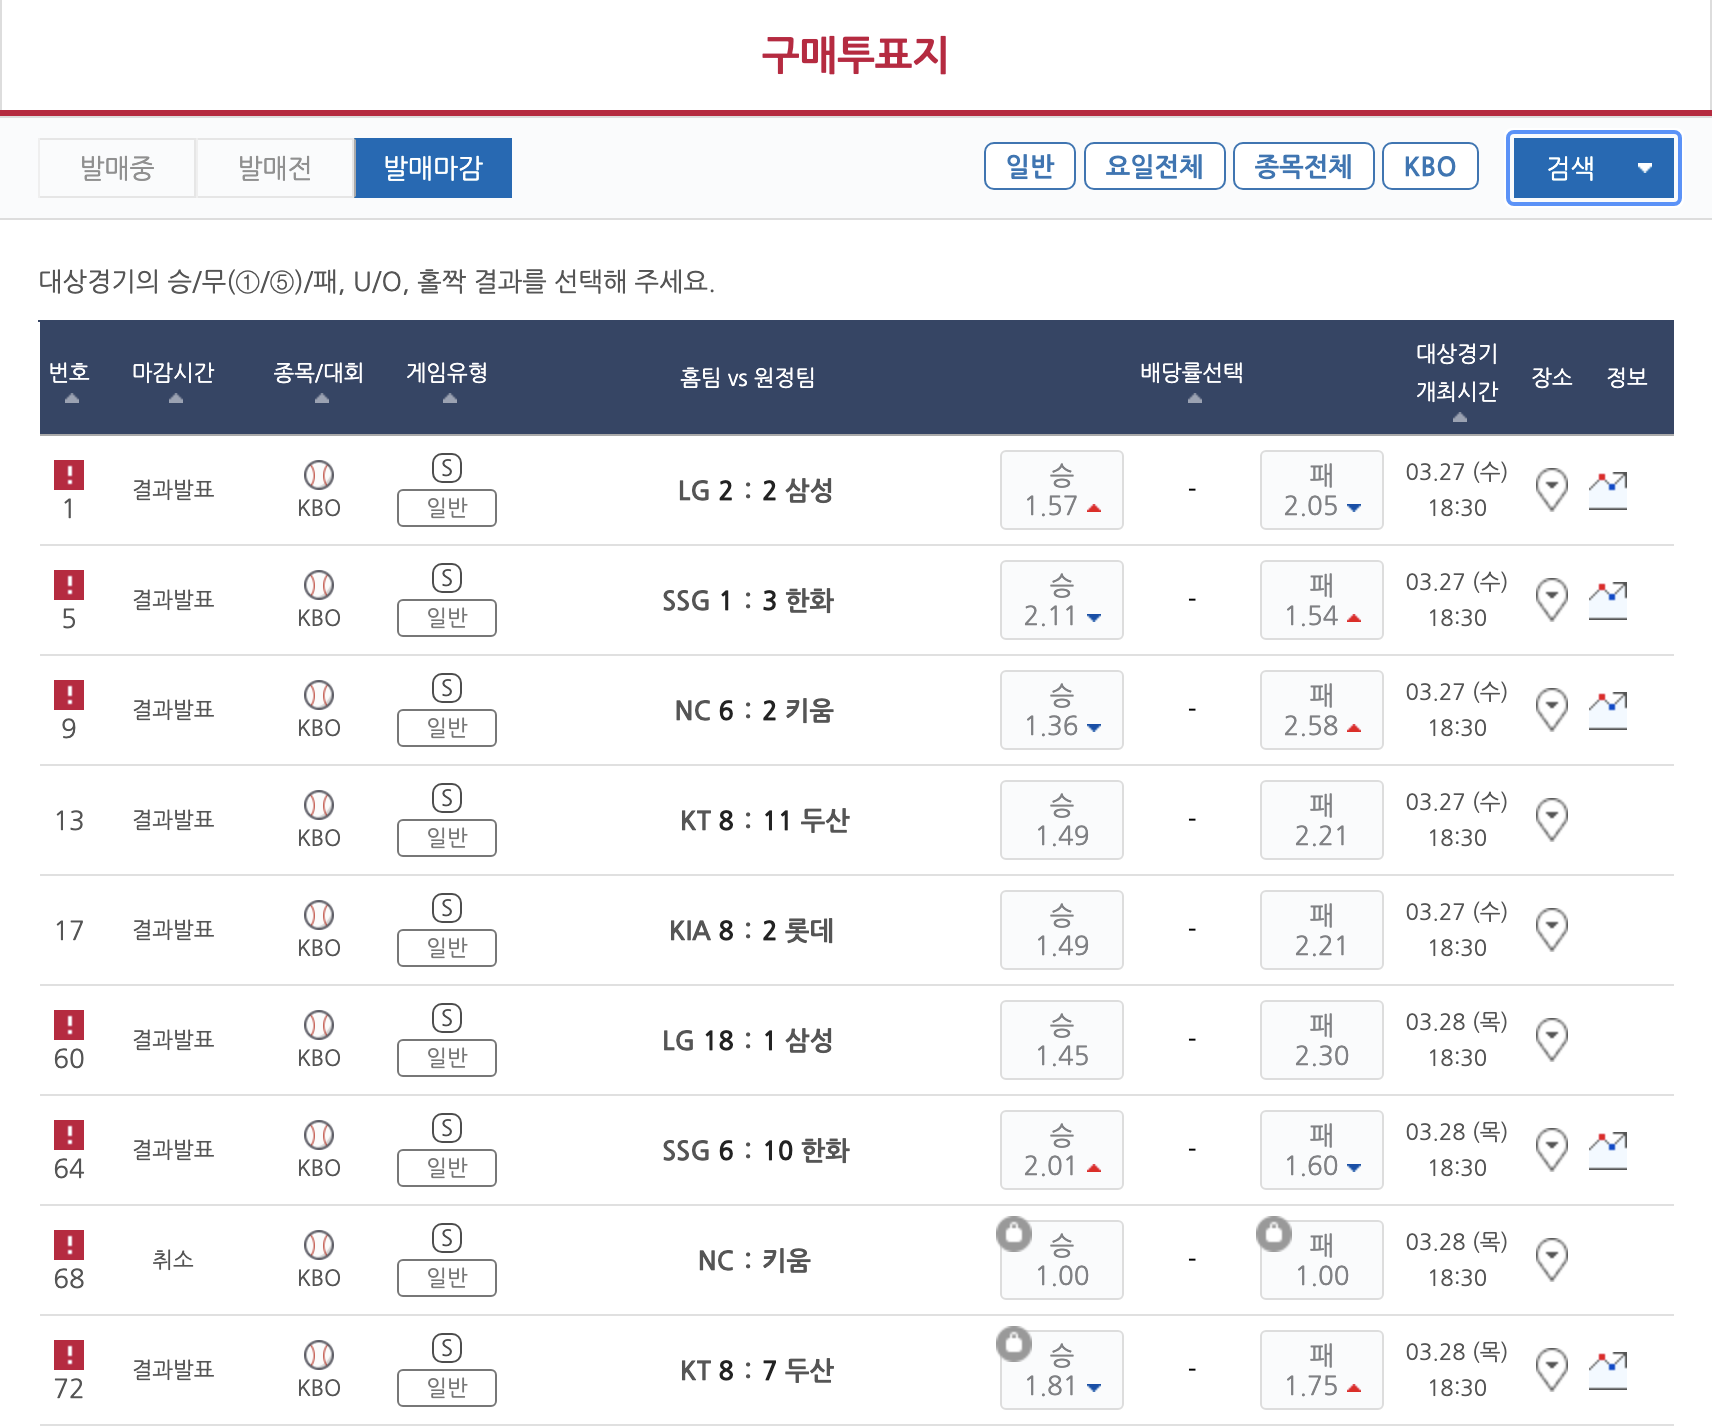 구매투표지
발매중 발매전 발매마감 일반 요일전체 종목전체 KBO 검색
대상경기의 승/무(①/⑤)/패, U/O, 홀짝 결과를 선택해 주세요.
번호 마감시간 종목/대회 게임유형 홈팀 vs 원정팀 배당률선택 대상경기 개최시간 장소 정보
! 1 결과발표 KBO S 일반 LG 2 : 2 삼성 승 1.57 - 패 2.05 03.27 (수) 18:30
! 5 결과발표 KBO S 일반 SSG 1 : 3 한화 승 2.11 - 패 1.54 03.27 (수) 18:30
! 9 결과발표 KBO S 일반 NC 6 : 2 키움 승 1.36 - 패 2.58 03.27 (수) 18:30
13 결과발표 KBO S 일반 KT 8 : 11 두산 승 1.49 - 패 2.21 03.27 (수) 18:30
17 결과발표 KBO S 일반 KIA 8 : 2 롯데 승 1.49 - 패 2.21 03.27 (수) 18:30
! 60 결과발표 KBO S 일반 LG 18 : 1 삼성 승 1.45 - 패 2.30 03.28 (목) 18:30
! 64 결과발표 KBO S 일반 SSG 6 : 10 한화 승 2.01 - 패 1.60 03.28 (목) 18:30
! 68 취소 KBO S 일반 NC : 키움 승 1.00 - 패 1.00 03.28 (목) 18:30
! 72 결과발표 KBO S 일반 KT 8 : 7 두산 승 1.81 - 패 1.75 03.28 (목) 18:30